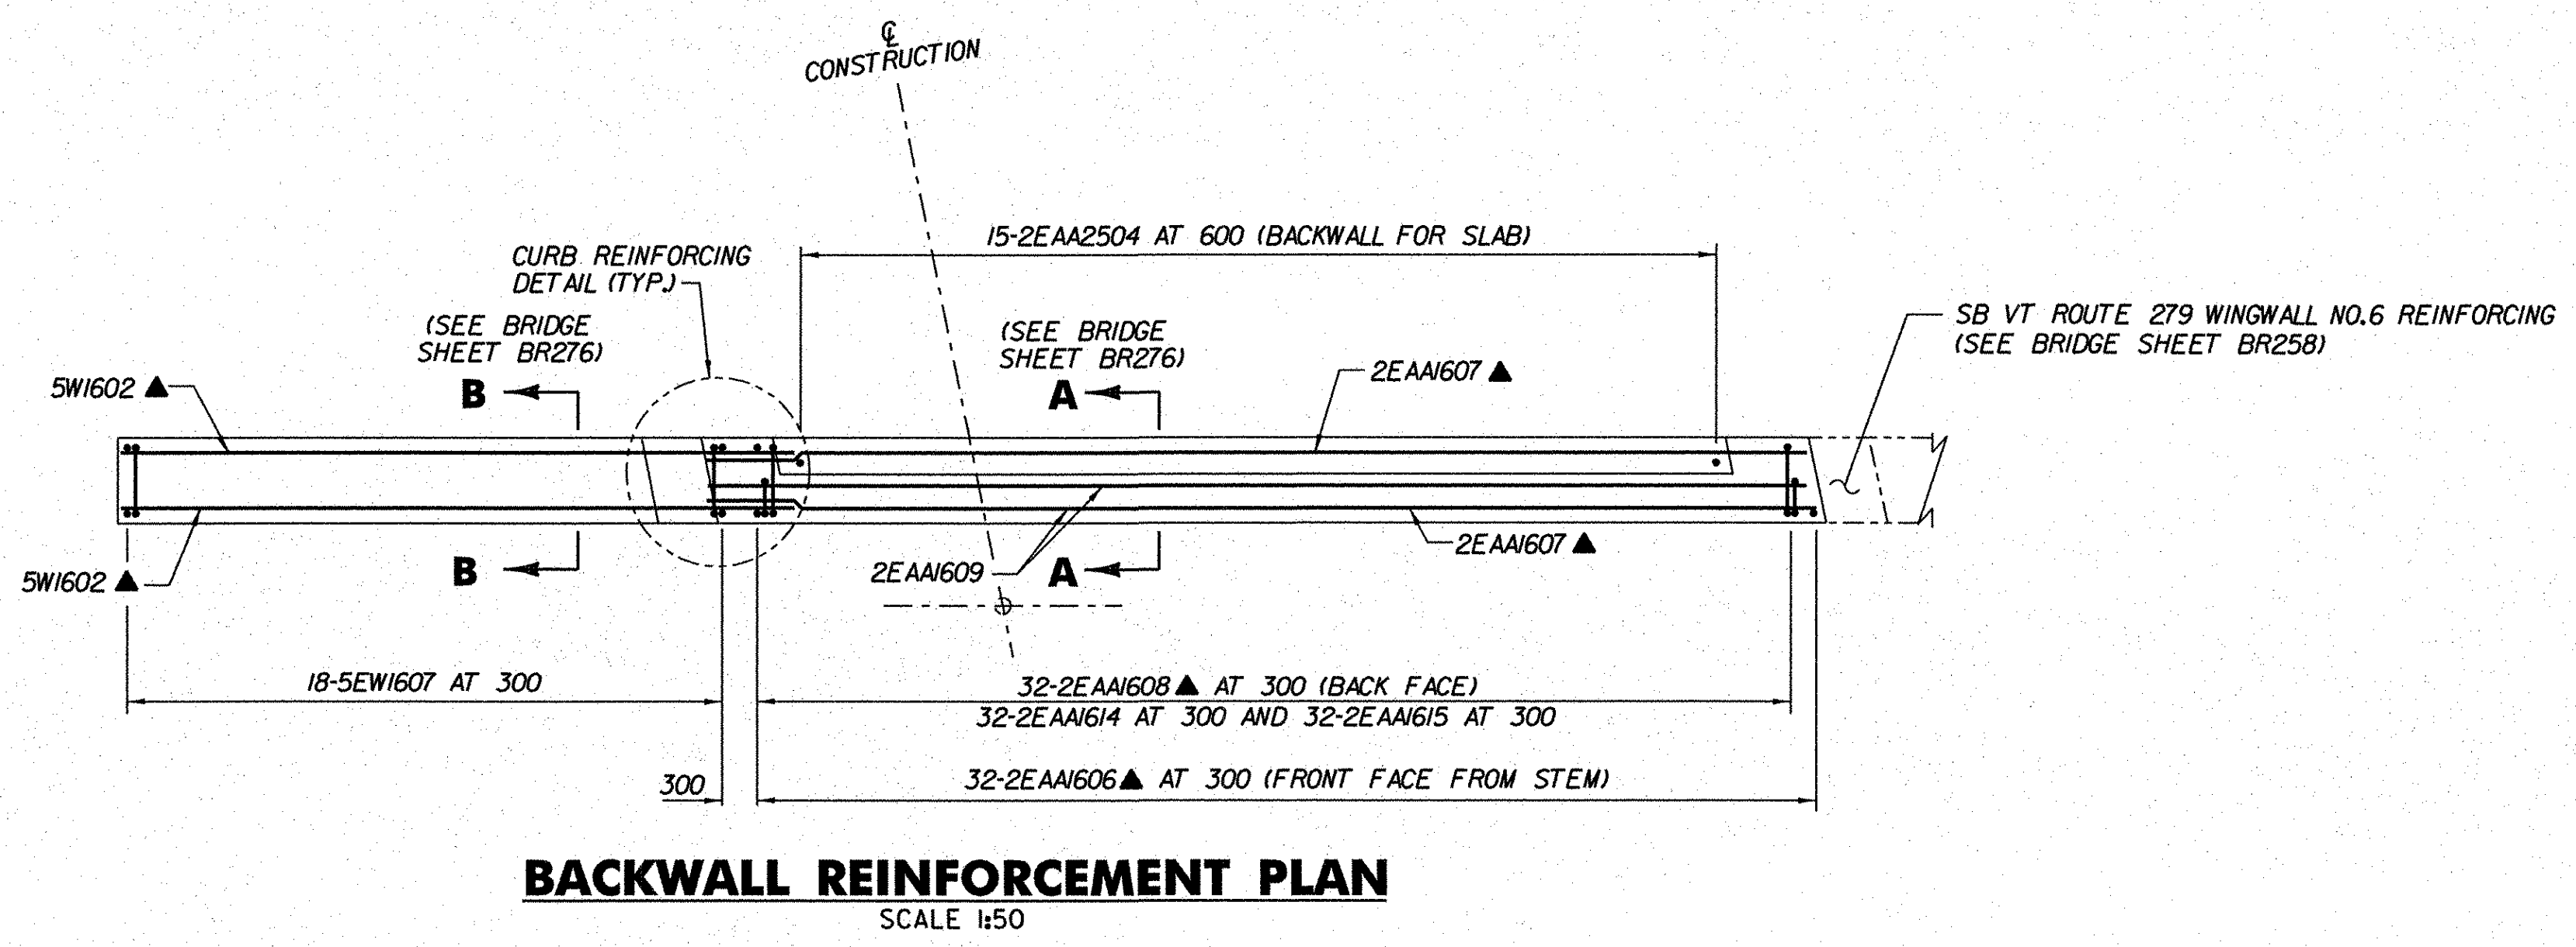 ℄
CONSTRUCTION
15-2EAA2504 AT 600 (BACKWALL FOR SLAB)
CURB REINFORCING
DETAIL (TYP.)
(SEE BRIDGE
SHEET BR276)
(SEE BRIDGE
SHEET BR276)
SB VT ROUTE 279 WINGWALL NO.6 REINFORCING
(SEE BRIDGE SHEET BR258)
5W1602 ▲
B
A
2EAA1607 ▲
5W1602 ▲
B
2EAA1609
A
2EAA1607 ▲
18-5EW1607 AT 300
32-2EAA1608▲ AT 300 (BACK FACE)
32-2EAA1614 AT 300 AND 32-2EAA1615 AT 300
300
32-2EAA1606▲ AT 300 (FRONT FACE FROM STEM)
BACKWALL REINFORCEMENT PLAN
SCALE 1:50